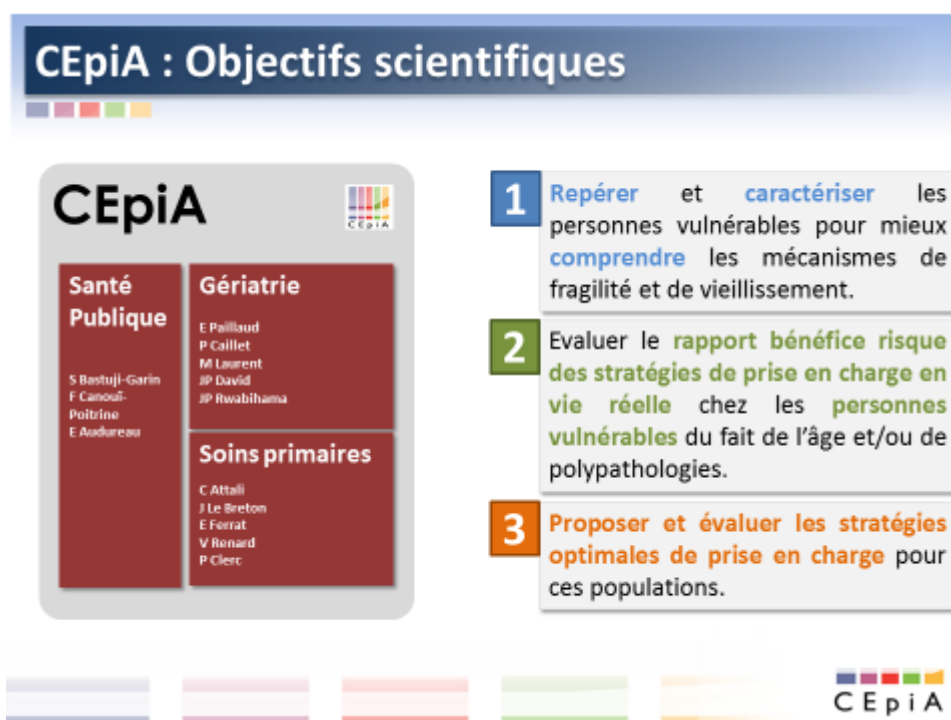 CEpiA : Objectifs scientifiques
CEpiA
CEpiA
Santé
Publique
S Bastuji-Garin
F Canouï-
Poitrine
E Audureau
Gériatrie
E Paillaud
P Caillet
M Laurent
JP David
JP Rwabihama
Soins primaires
C Attali
J Le Breton
E Ferrat
V Renard
P Clerc
1
Repérer et caractériser les
personnes vulnérables pour mieux
comprendre les mécanismes de
fragilité et de vieillissement.
2
Evaluer le rapport bénéfice risque
des stratégies de prise en charge en
vie réelle chez les personnes
vulnérables du fait de l'âge et/ou de
polypathologies.
3
Proposer et évaluer les stratégies
optimales de prise en charge pour
ces populations.
CEpiA